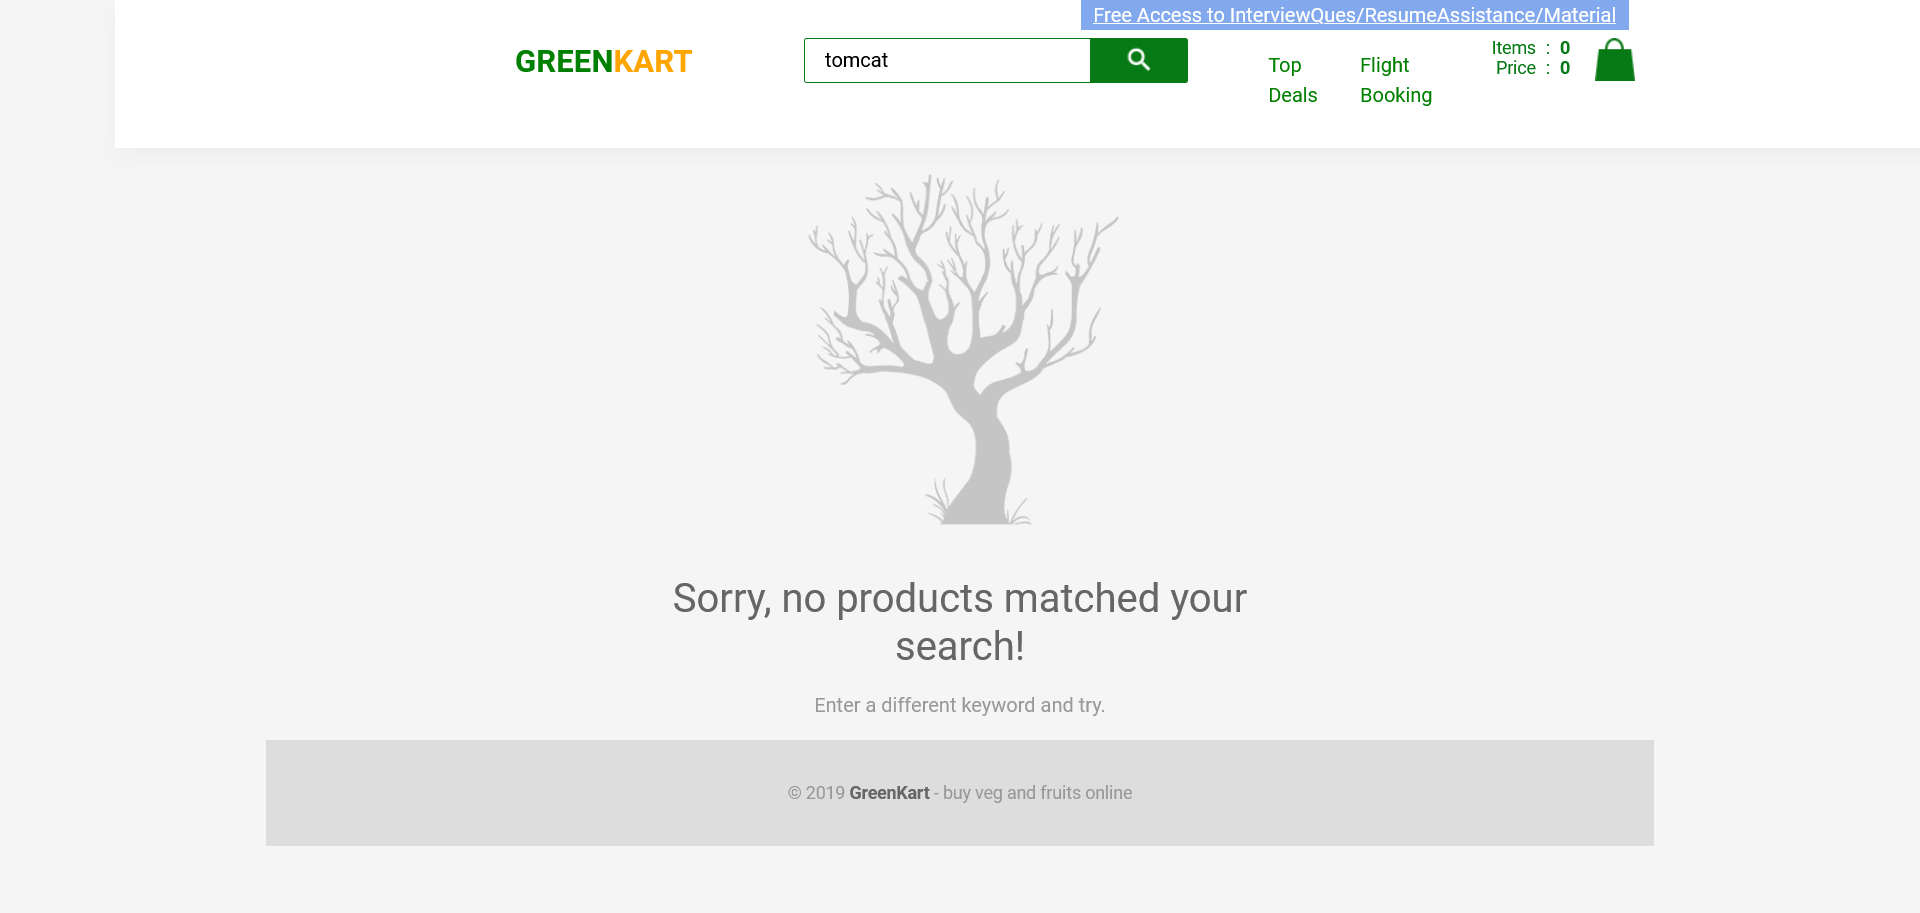 Free Access to InterviewQues/ResumeAssistance/Material
GREENKART
tomcat
Top
Deals
Flight
Booking
Items : 0
Price : 0
Sorry, no products matched your
search!
Enter a different keyword and try.
© 2019 GreenKart - buy veg and fruits online